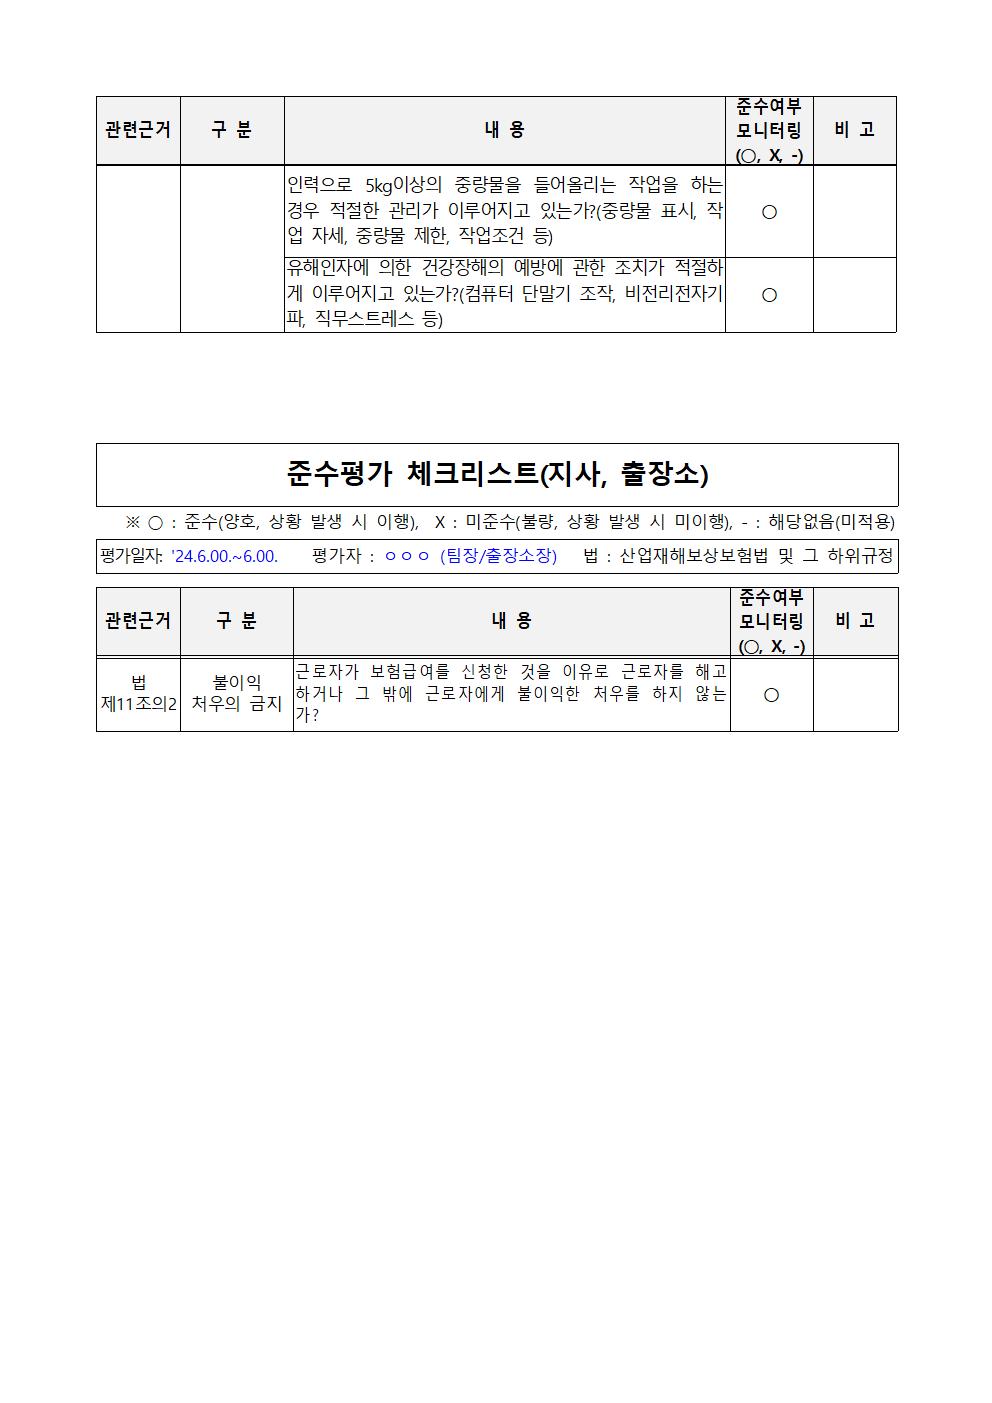 관련근거 구 분 내 용 준수여부 비 고
모니터링
(○, X, -)
인력으로 5kg이상의 중량물을 들어올리는 작업을 하는
경우 적절한 관리가 이루어지고 있는가?(중량물 표시, 작 ○
업 자세, 중량물 제한, 작업조건 등)
유해인자에 의한 건강장해의 예방에 관한 조치가 적절하
게 이루어지고 있는가?(컴퓨터 단말기 조작, 비전리전자기 ○
파, 직무스트레스 등)
준수평가 체크리스트(지사, 출장소)
※ ○ : 준수(양호, 상황 발생 시 이행), X : 미준수(불량, 상황 발생 시 미이행), - : 해당없음(미적용)
평가일자: '24.6.00.~6.00. 평가자 : ㅇㅇㅇ (팀장/출장소장) 법 : 산업재해보상보험법 및 그 하위규정
관련근거 구 분 내 용 준수여부 비 고
모니터링
(○, X, -)
법 불이익 근로자가 보험급여를 신청한 것을 이유로 근로자를 해고
제11조의2 처우의 금지 하거나 그 밖에 근로자에게 불이익한 처우를 하지 않는 ○
가?